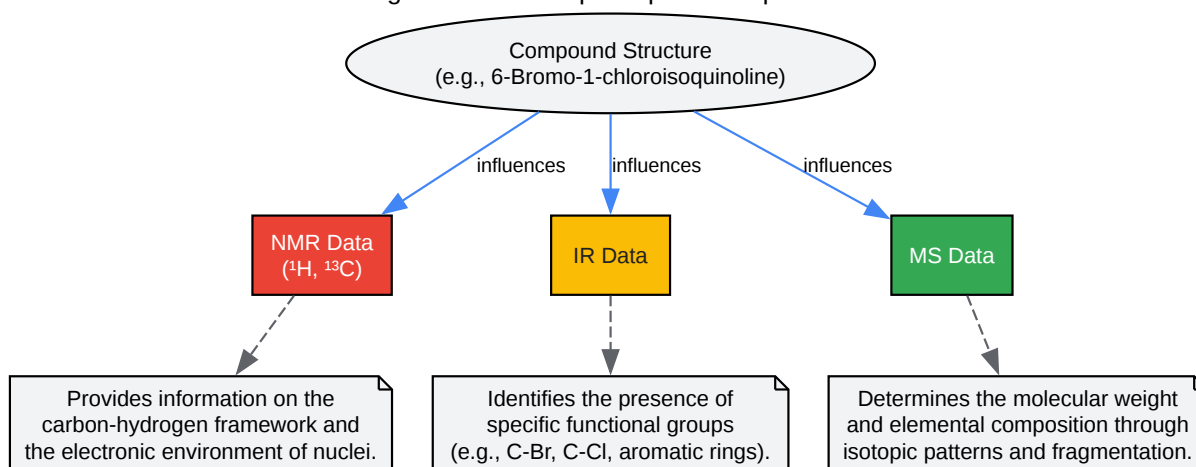 Compound Structure
(e.g., 6-Bromo-1-chloroisoquinoline)
influences
influences
influences
NMR Data
(¹H, ¹³C)
IR Data
MS Data
Provides information on the
carbon-hydrogen framework and
the electronic environment of nuclei.
Identifies the presence of
specific functional groups
(e.g., C-Br, C-Cl, aromatic rings).
Determines the molecular weight
and elemental composition through
isotopic patterns and fragmentation.